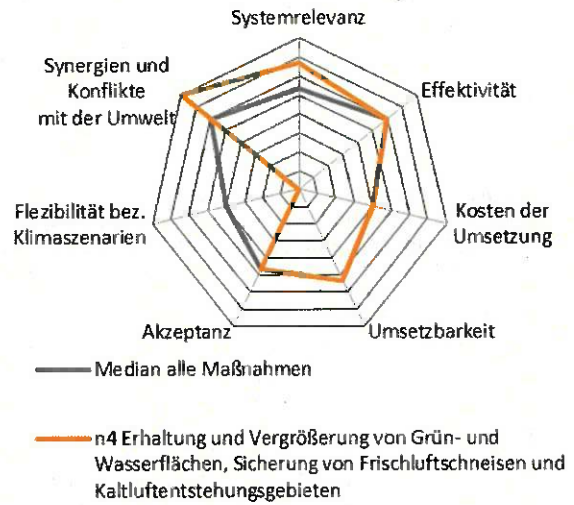 Systemrelevanz
Synergien und
Konflikte
mit der Umwelt
Effektivität
Flezibilität bez.
Klimaszenarien
Kosten der
Umsetzung
Akzeptanz
Umsetzbarkeit
Median alle Maßnahmen
n4 Erhaltung und Vergrößerung von Grün- und
Wasserflächen, Sicherung von Frischluftschneisen und
Kaltluftentstehungsgebieten